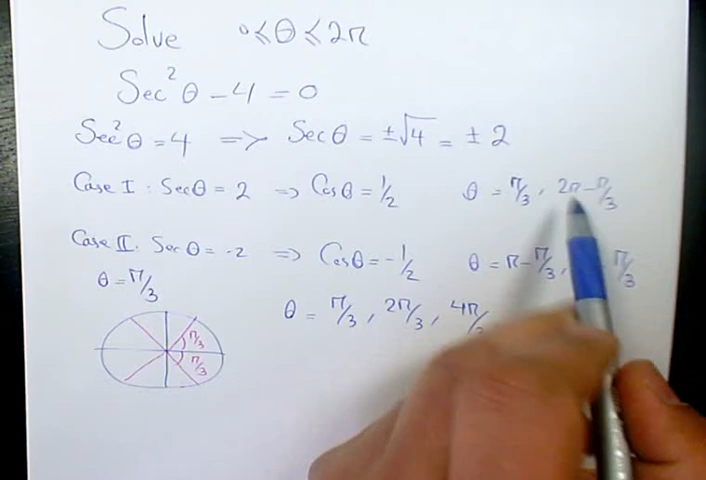 Solve 0≤θ≤2π
Sec²θ-4=0
Sec²θ=4 => Secθ=±√4=±2
Case I: Secθ=2 => Cosθ=1/2 θ=π/3, 2π-π/3
Case II. Secθ=-2 => Cosθ=-1/2 θ=π-π/3, π/3
θ=π/3
θ= π/3, 2π/3, 4π/3
π/3
π/3